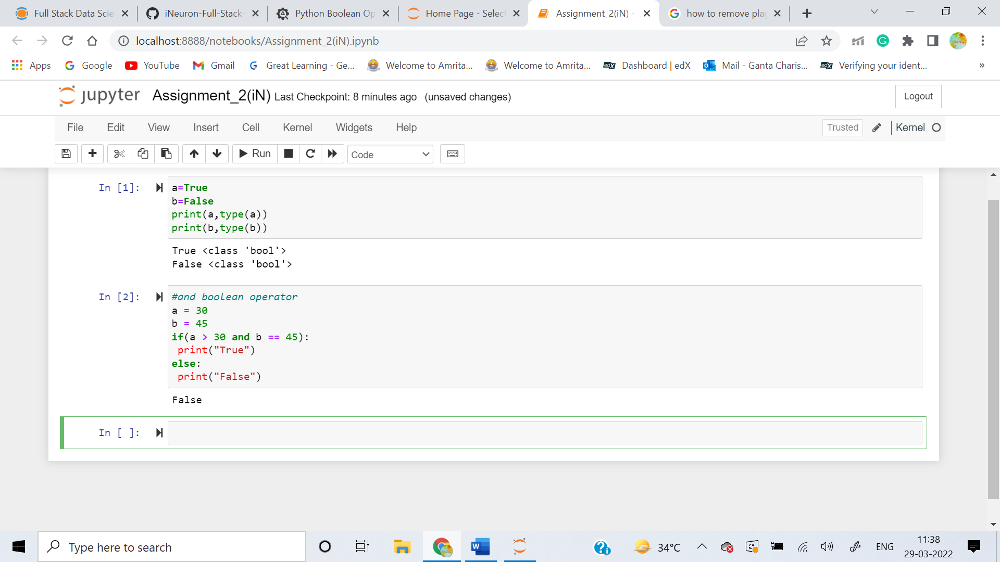 Full Stack Data Scie
iNeuron-Full-Stack-
Python Boolean Op
Home Page - Select
Assignment_2(iN) -
how to remove plag
localhost:8888/notebooks/Assignment_2(iN).ipynb
Apps
Google
YouTube
Gmail
Great Learning - Ge...
Welcome to Amrita...
Welcome to Amrita...
edX Dashboard | edX
Mail - Ganta Charis...
edX Verifying your ident...
»
jupyter Assignment_2(iN) Last Checkpoint: 8 minutes ago (unsaved changes)
Logout
File Edit View Insert Cell Kernel Widgets Help
Trusted
Kernel
Run
Code
In [1]:
a=True
b=False
print(a,type(a))
print(b,type(b))
True <class 'bool'>
False <class 'bool'>
In [2]:
#and boolean operator
a = 30
b = 45
if(a > 30 and b == 45):
 print("True")
else:
 print("False")
False
In [ ]:
Type here to search
34°C
ENG
11:38
29-03-2022